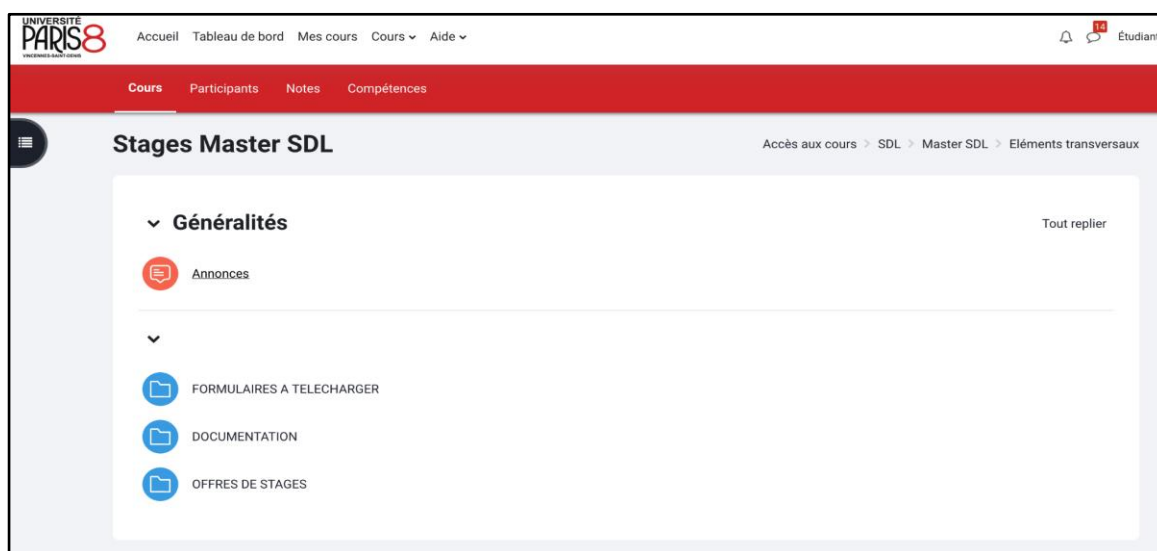 UNIVERSITÉ
PARIS8
VINCENNES-SAINT-DENIS
Accueil Tableau de bord Mes cours Cours Aide
14
Étudiant
Cours Participants Notes Compétences
Stages Master SDL
Accès aux cours > SDL > Master SDL > Eléments transversaux
Généralités
Tout replier
Annonces
FORMULAIRES A TELECHARGER
DOCUMENTATION
OFFRES DE STAGES